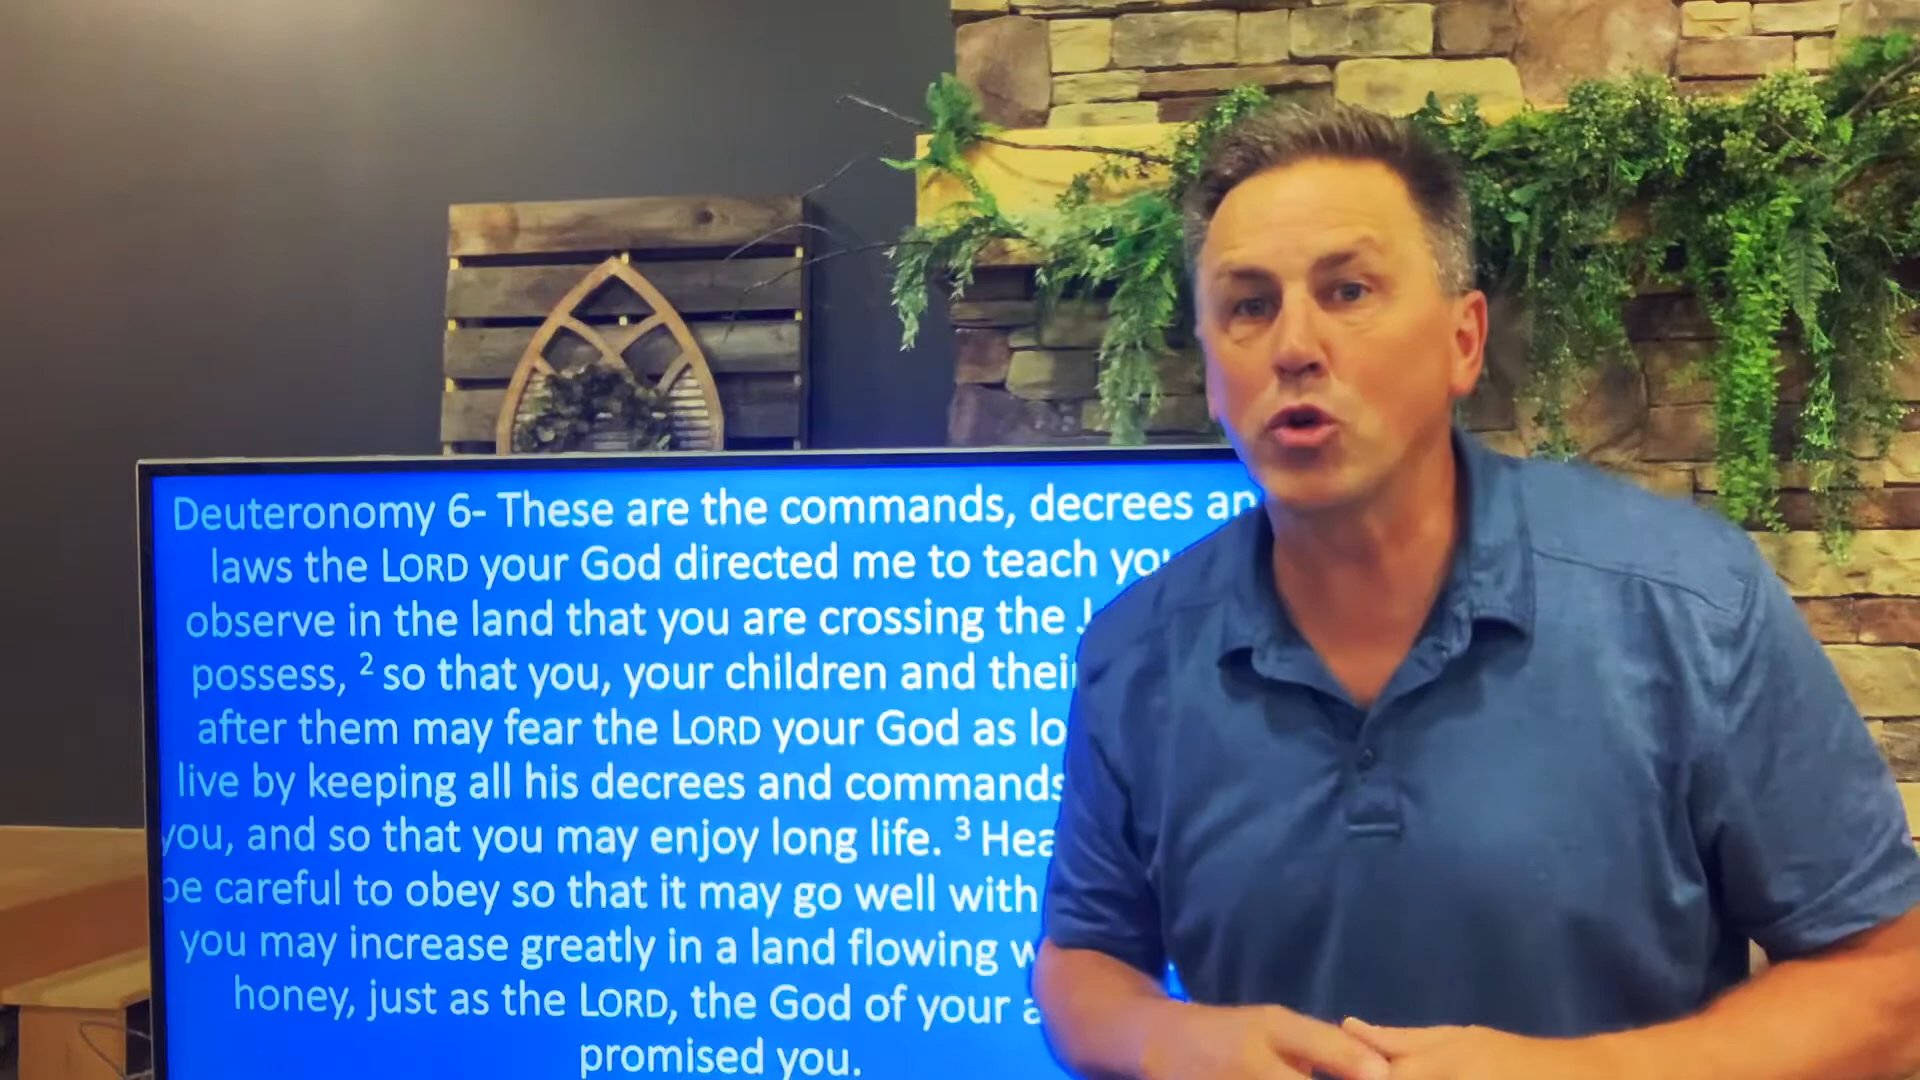 Deuteronomy 6- These are the commands, decrees an
laws the LORD your God directed me to teach you
observe in the land that you are crossing the J
possess, ² so that you, your children and their
after them may fear the LORD your God as lo
live by keeping all his decrees and commands
you, and so that you may enjoy long life. ³ Hea
be careful to obey so that it may go well with
you may increase greatly in a land flowing w
honey, just as the LORD, the God of your a
promised you.